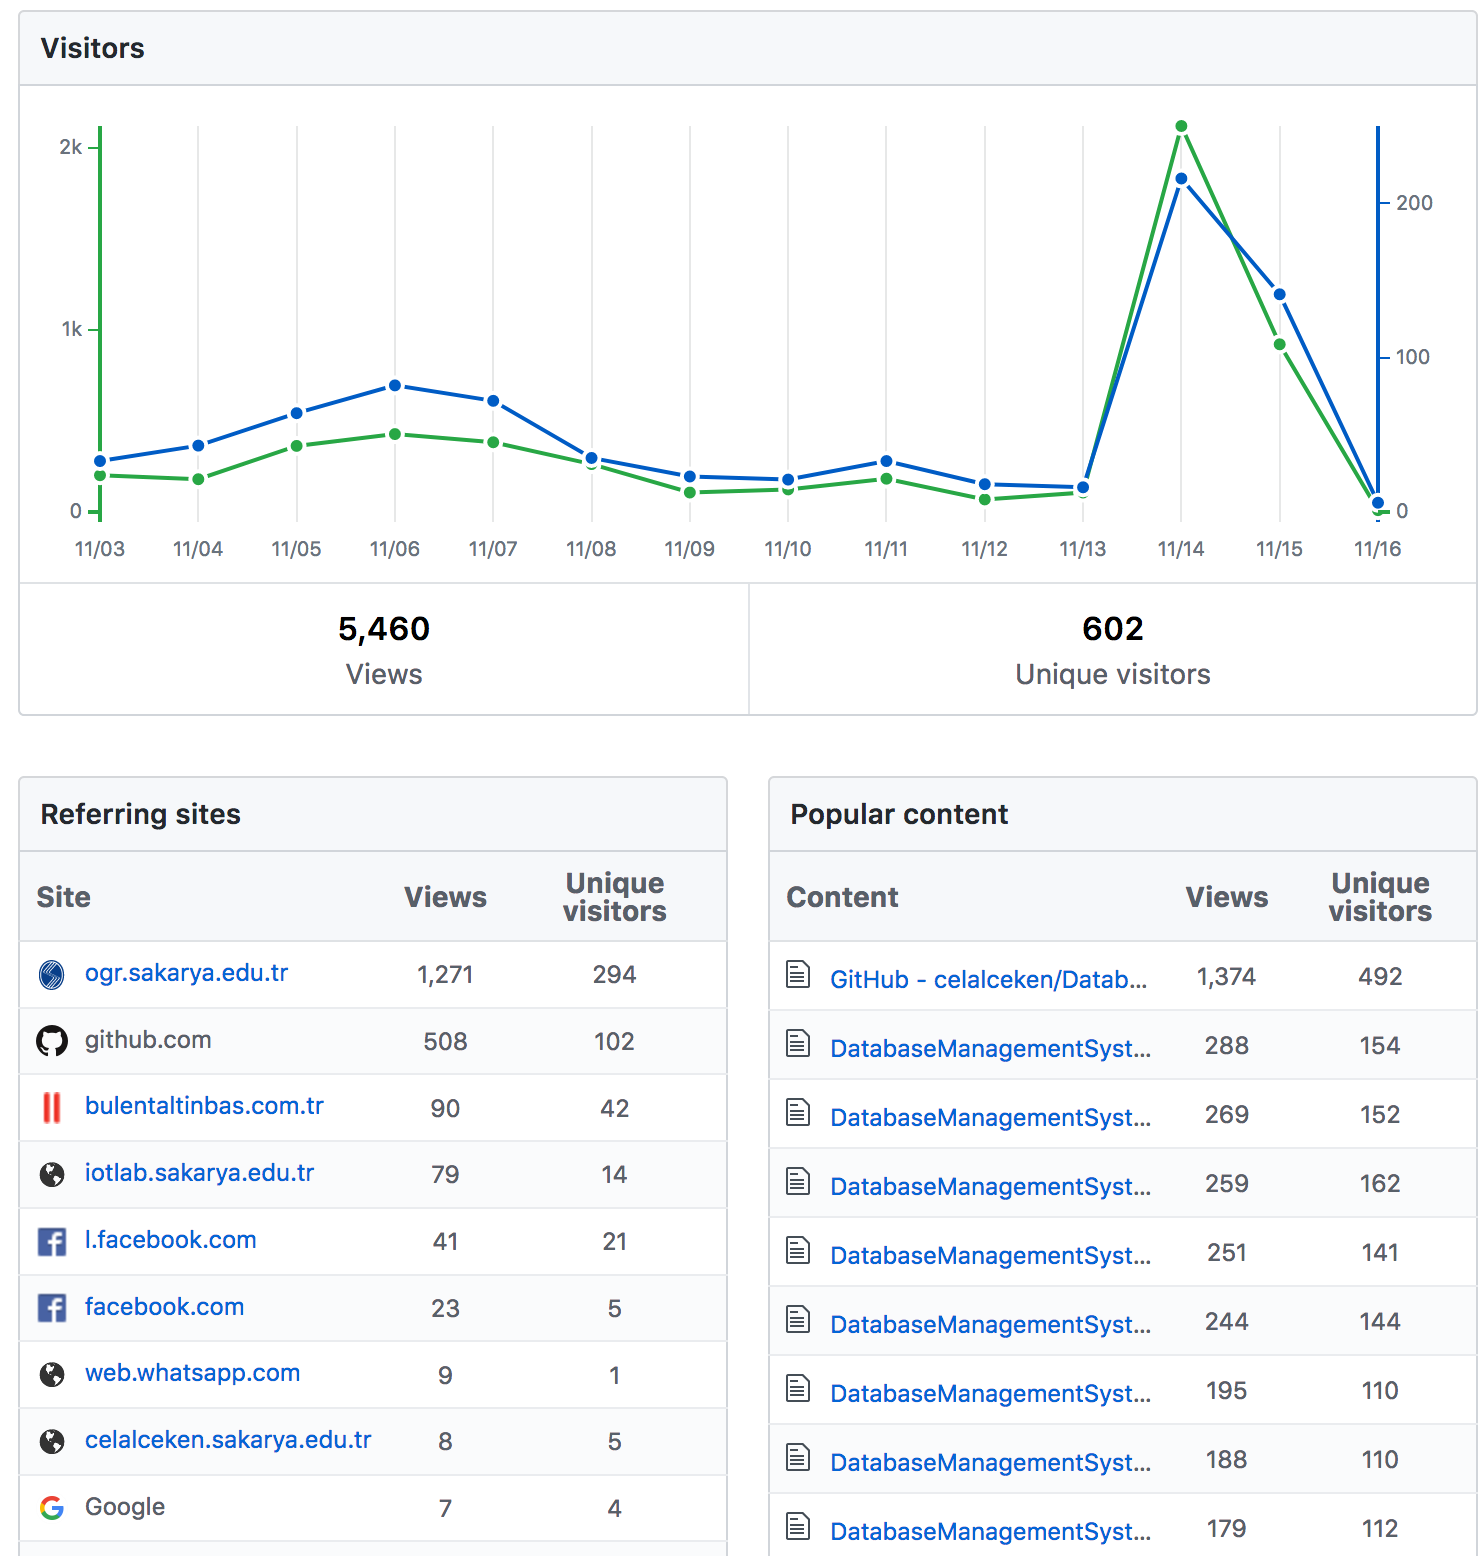 Visitors
2k
1k
0
200
100
0
11/03 11/04 11/05 11/06 11/07 11/08 11/09 11/10 11/11 11/12 11/13 11/14 11/15 11/16
5,460
Views
602
Unique visitors
Referring sites
Site Views Unique visitors
ogr.sakarya.edu.tr 1,271 294
github.com 508 102
bulentaltinbas.com.tr 90 42
iotlab.sakarya.edu.tr 79 14
l.facebook.com 41 21
facebook.com 23 5
web.whatsapp.com 9 1
celalceken.sakarya.edu.tr 8 5
Google 7 4
Popular content
Content Views Unique visitors
GitHub - celalceken/Datab... 1,374 492
DatabaseManagementSyst... 288 154
DatabaseManagementSyst... 269 152
DatabaseManagementSyst... 259 162
DatabaseManagementSyst... 251 141
DatabaseManagementSyst... 244 144
DatabaseManagementSyst... 195 110
DatabaseManagementSyst... 188 110
DatabaseManagementSyst... 179 112